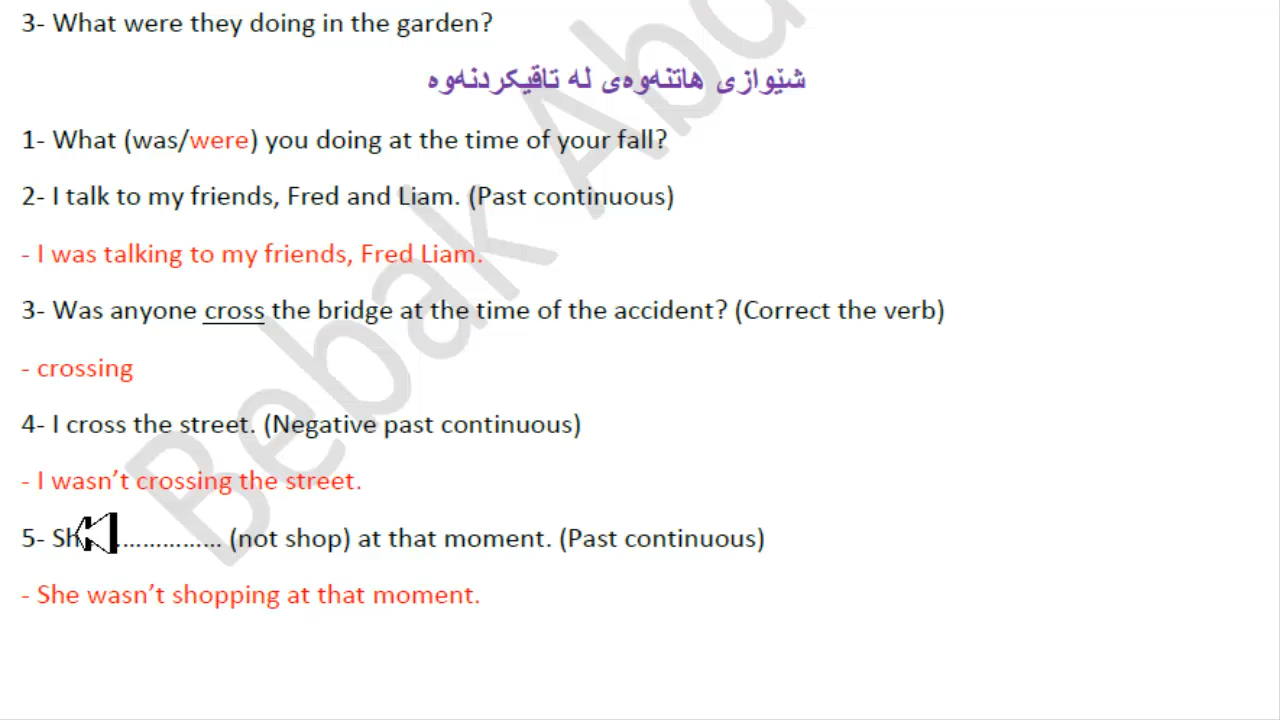 3- What were they doing in the garden?
شێوازی هاتنەوەی لە تاقیکردنەوە
1- What (was/were) you doing at the time of your fall?
2- I talk to my friends, Fred and Liam. (Past continuous)
- I was talking to my friends, Fred Liam.
3- Was anyone cross the bridge at the time of the accident? (Correct the verb)
- crossing
4- I cross the street. (Negative past continuous)
- I wasn’t crossing the street.
5- ……………… (not shop) at that moment. (Past continuous)
- She wasn’t shopping at that moment.
Bebak